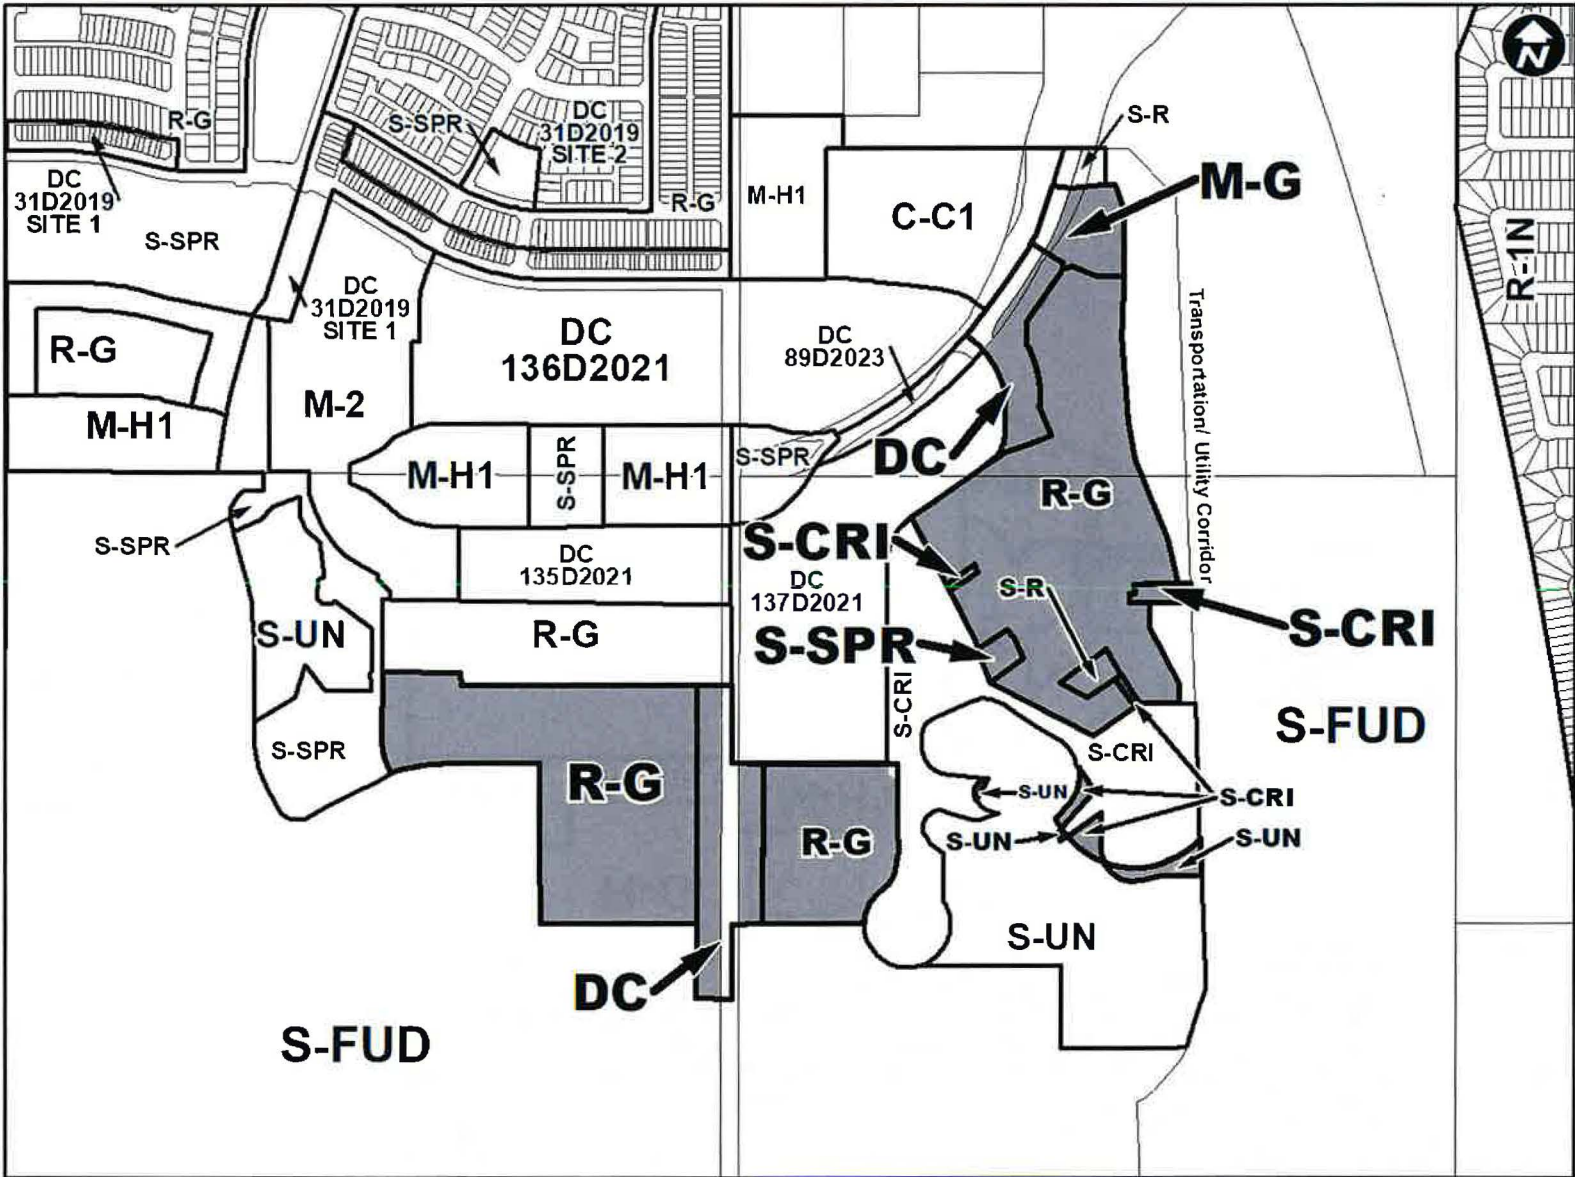 N
R-G
S-SPR
DC
31D2019
SITE 2
S-R
M-G
DC
31D2019
SITE 1
S-SPR
R-G
M-H1
C-C1
R-1N
DC
31D2019
SITE 1
R-G
DC
136D2021
DC
89D2023
Transportation/ Utility Corridor
M-2
M-H1
DC
M-H1
S-SPR
M-H1
S-SPR
R-G
S-SPR
S-CRI
DC
135D2021
DC
137D2021
S-R
S-UN
R-G
S-SPR
S-CRI
S-CRI
S-FUD
S-SPR
S-CRI
R-G
S-UN
S-CRI
R-G
S-UN
S-UN
S-UN
DC
S-FUD